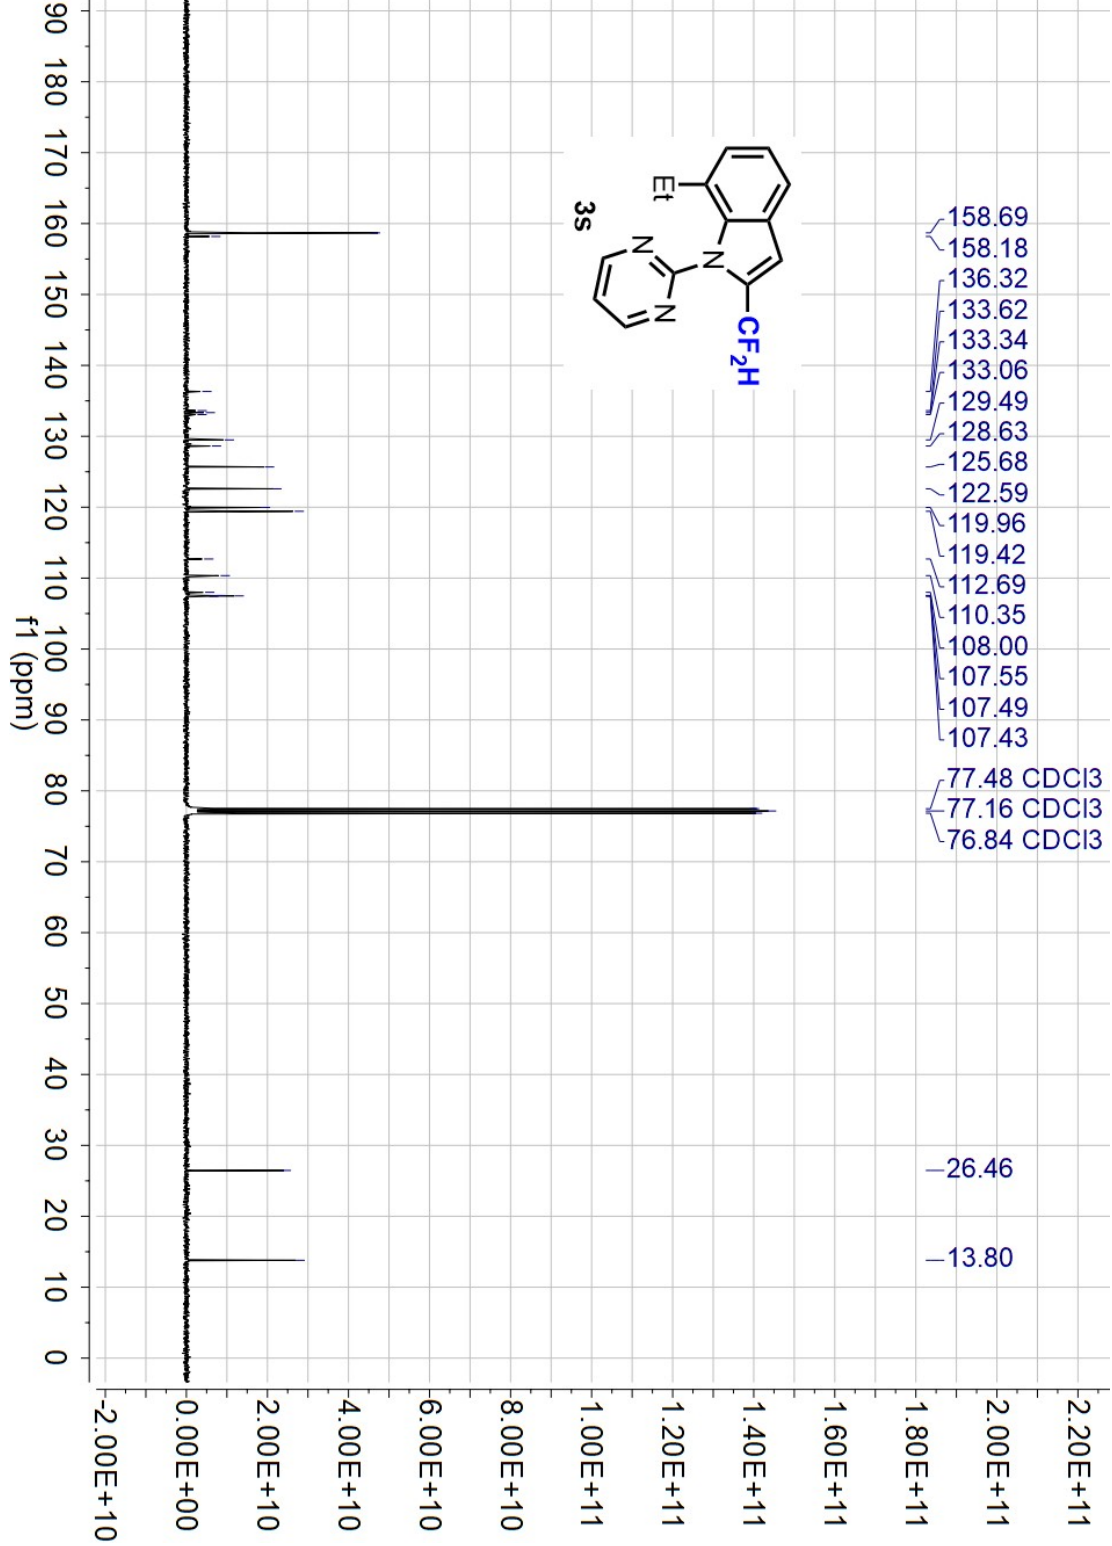 158.69
158.18
136.32
133.62
133.34
133.06
129.49
128.63
125.68
122.59
119.96
119.42
112.69
110.35
108.00
107.55
107.49
107.43
77.48 CDCl3
77.16 CDCl3
76.84 CDCl3
26.46
13.80
Et
N
N
N
CF2H
3s
90
180
170
160
150
140
130
120
110
100
90
80
70
60
50
40
30
20
10
0
f1 (ppm)
-2.00E+10
0.00E+00
2.00E+10
4.00E+10
6.00E+10
8.00E+10
1.00E+11
1.20E+11
1.40E+11
1.60E+11
1.80E+11
2.00E+11
2.20E+11